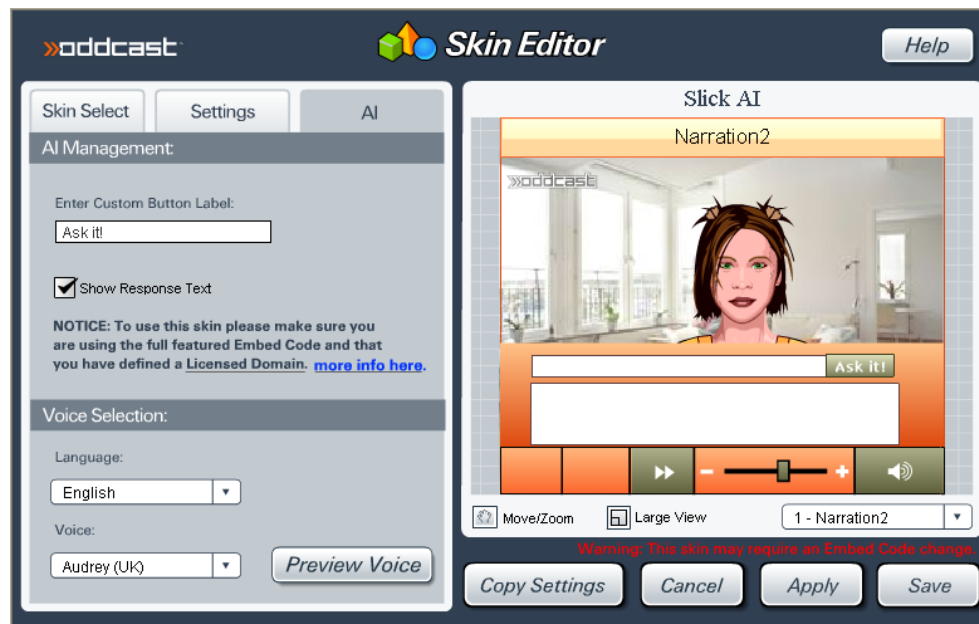 »oddcast
Skin Editor
Help
Skin Select
Settings
AI
AI Management:
Enter Custom Button Label:
Ask it!
Show Response Text
NOTICE: To use this skin please make sure you
are using the full featured Embed Code and that
you have defined a Licensed Domain. more info here.
Voice Selection:
Language:
English
Voice:
Audrey (UK)
Preview Voice
Slick AI
Narration2
»oddcast
Ask it!
Move/Zoom
Large View
1 - Narration2
Warning: This skin may require an Embed Code change.
Copy Settings
Cancel
Apply
Save